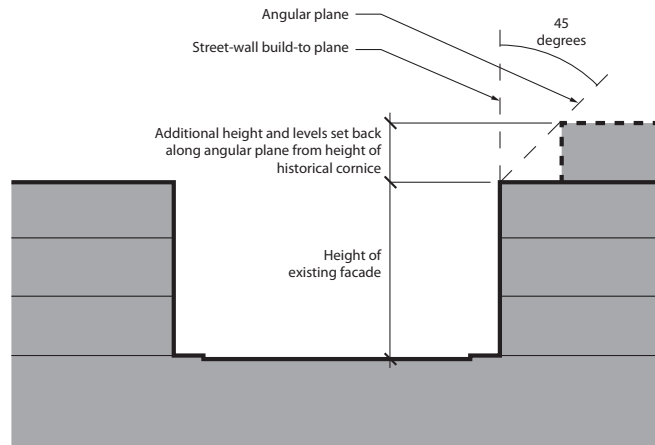 Angular plane
Street-wall build-to plane
45
degrees
Additional height and levels set back
along angular plane from height of
historical cornice
Height of
existing facade